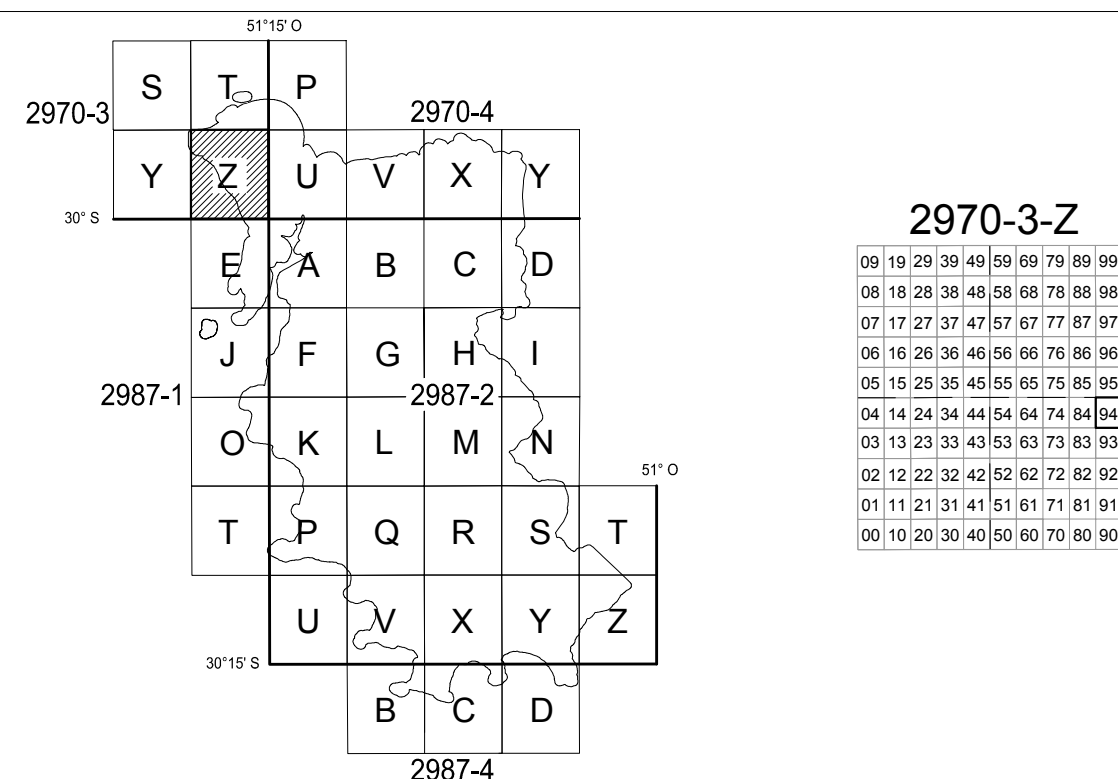 51°15' O
S T P
2970-3 2970-4
Y Z U V X Y
30° S
E A B C D
J F G H I
2987-1 2987-2
O K L M N
51° O
T P Q R S T
U V X Y Z
30°15' S
B C D
2987-4
2970-3-Z
09 19 29 39 49 59 69 79 89 99
08 18 28 38 48 58 68 78 88 98
07 17 27 37 47 57 67 77 87 97
06 16 26 36 46 56 66 76 86 96
05 15 25 35 45 55 65 75 85 95
04 14 24 34 44 54 64 74 84 94
03 13 23 33 43 53 63 73 83 93
02 12 22 32 42 52 62 72 82 92
01 11 21 31 41 51 61 71 81 91
00 10 20 30 40 50 60 70 80 90